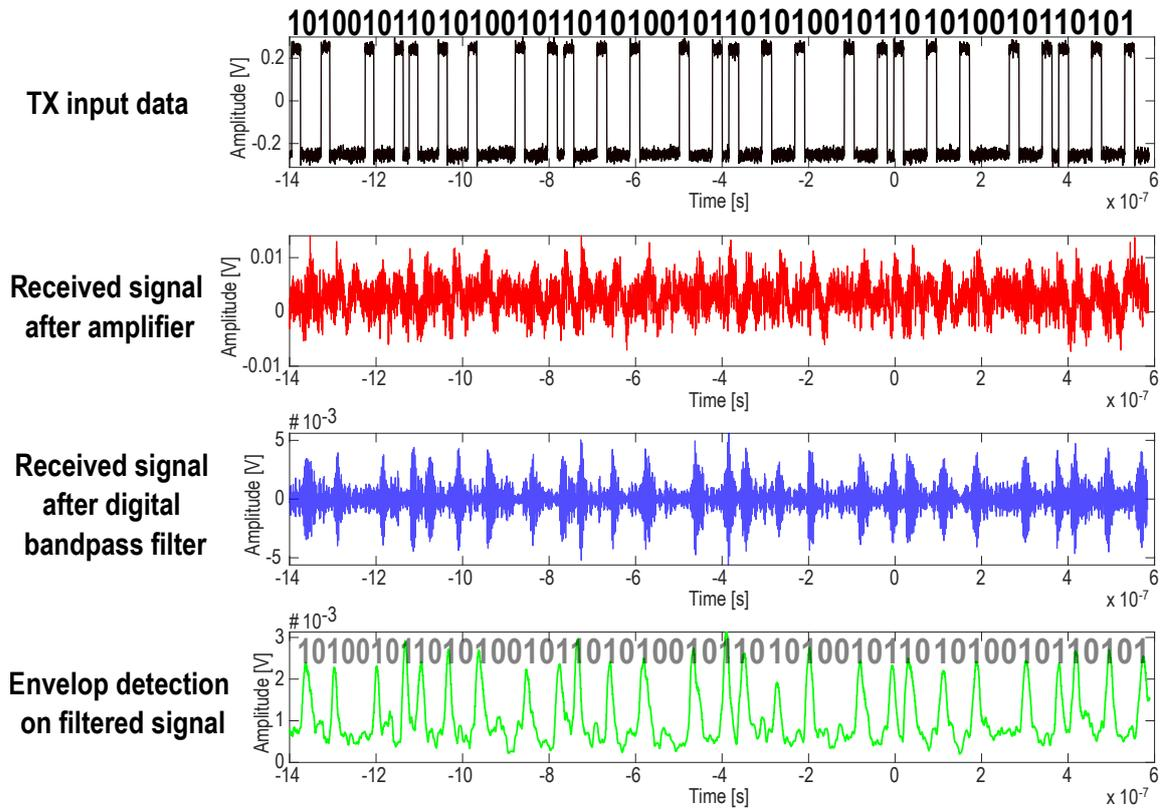 10100101101010010110101001011010100101101010010110101
TX input data
Amplitude [V]
0.2
0
-0.2
-14 -12 -10 -8 -6 -4 -2 0 2 4 6
Time [s]
x 10-7
Received signal
after amplifier
Amplitude [V]
0.01
0
-0.01
-14 -12 -10 -8 -6 -4 -2 0 2 4 6
Time [s]
x 10-7
Received signal
after digital
bandpass filter
# 10-3
Amplitude [V]
5
0
-5
-14 -12 -10 -8 -6 -4 -2 0 2 4 6
Time [s]
x 10-7
Envelop detection
on filtered signal
# 10-3
10100101101010010110101001011010100101101010010110101
Amplitude [V]
3
2
1
0
-14 -12 -10 -8 -6 -4 -2 0 2 4 6
Time [s]
x 10-7